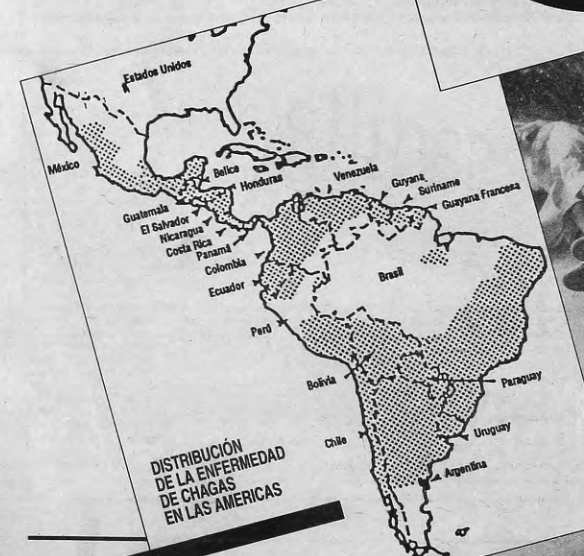 Estados Unidos
México
Belice
Honduras
Guatemala
El Salvador
Nicaragua
Costa Rica
Panamá
Colombia
Ecuador
Perú
Venezuela
Guyana
Suriname
Guayana Francesa
Brasil
Bolivia
Paraguay
Chile
Uruguay
Argentina
DISTRIBUCIÓN
DE LA ENFERMEDAD
DE CHAGAS
EN LAS AMERICAS